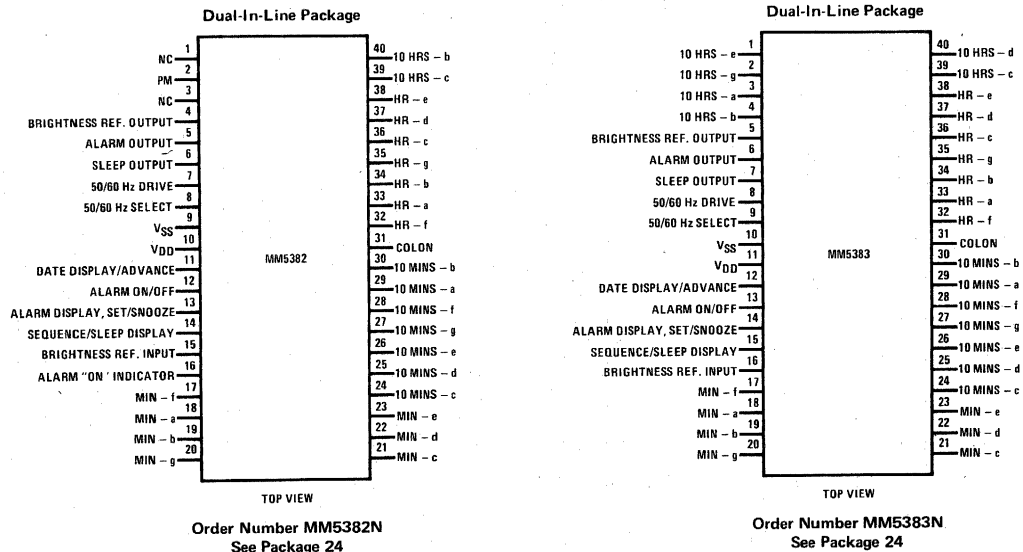 Dual-In-Line Package
1 NC
2 PM
3 NC
4 BRIGHTNESS REF. OUTPUT
5 ALARM OUTPUT
6 SLEEP OUTPUT
7 50/60 Hz DRIVE
8 50/60 Hz SELECT
9 VSS
10 VDD
11 DATE DISPLAY/ADVANCE
12 ALARM ON/OFF
13 ALARM DISPLAY, SET/SNOOZE
14 SEQUENCE/SLEEP DISPLAY
15 BRIGHTNESS REF. INPUT
16 ALARM "ON' INDICATOR
17 MIN – f
18 MIN – a
19 MIN – b
20 MIN – g
MM5382
40 10 HRS – b
39 10 HRS – c
38 HR – e
37 HR – d
36 HR – c
35 HR – g
34 HR – b
33 HR – a
32 HR – f
31 COLON
30 10 MINS – b
29 10 MINS – a
28 10 MINS – f
27 10 MINS – g
26 10 MINS – e
25 10 MINS – d
24 10 MINS – c
23 MIN – e
22 MIN – d
21 MIN – c
TOP VIEW
Order Number MM5382N
See Package 24
Dual-In-Line Package
1 10 HRS – e
2 10 HRS – g
3 10 HRS – a
4 10 HRS – b
5 BRIGHTNESS REF. OUTPUT
6 ALARM OUTPUT
7 SLEEP OUTPUT
8 50/60 Hz DRIVE
9 50/60 Hz SELECT
10 VSS
11 VDD
12 DATE DISPLAY/ADVANCE
13 ALARM ON/OFF
14 ALARM DISPLAY, SET/SNOOZE
15 SEQUENCE/SLEEP DISPLAY
16 BRIGHTNESS REF. INPUT
17 MIN – f
18 MIN – a
19 MIN – b
20 MIN – g
MM5383
40 10 HRS – d
39 10 HRS – c
38 HR – e
37 HR – d
36 HR – c
35 HR – g
34 HR – b
33 HR – a
32 HR – f
31 COLON
30 10 MINS – b
29 10 MINS – a
28 10 MINS – f
27 10 MINS – g
26 10 MINS – e
25 10 MINS – d
24 10 MINS – c
23 MIN – e
22 MIN – d
21 MIN – c
TOP VIEW
Order Number MM5383N
See Package 24